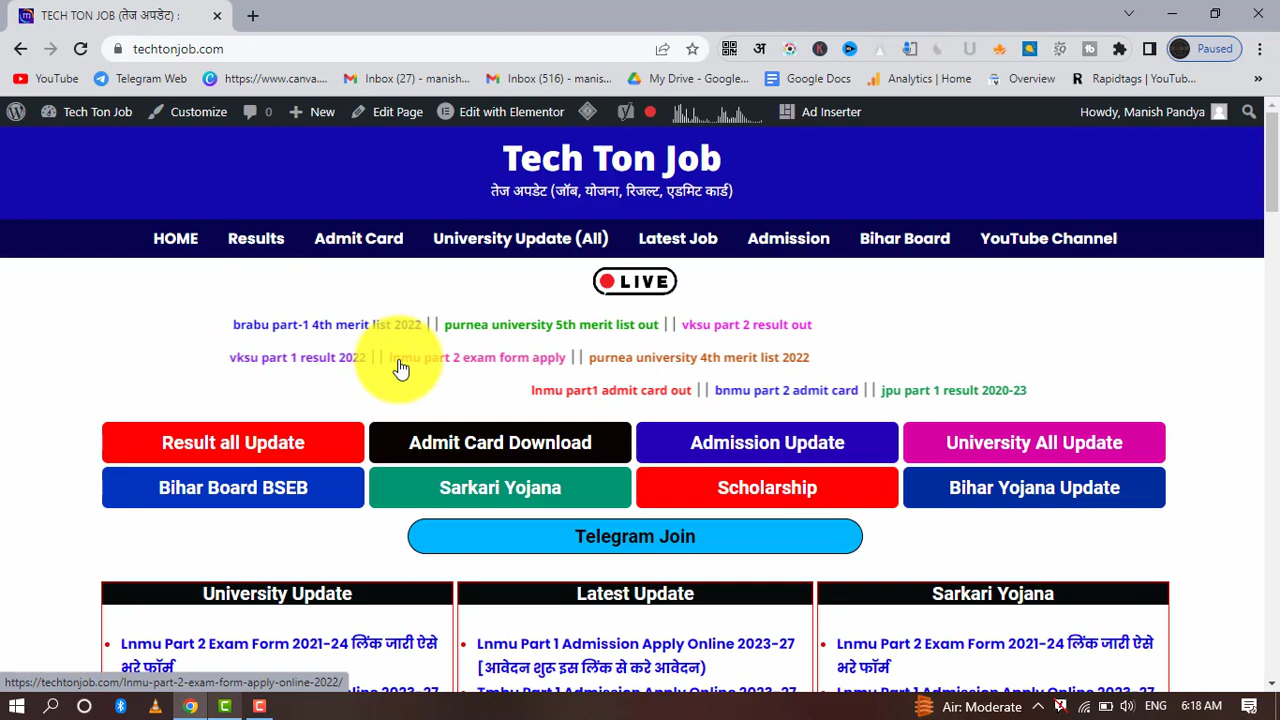 TECH TON JOB (तेज अपडेट) :
techtonjob.com
Paused
YouTube Telegram Web https://www.canva.... Inbox (27) - manish... Inbox (516) - manis... My Drive - Google... Google Docs Analytics | Home Overview Rapidtags | YouTub... »
Tech Ton Job Customize 0 New Edit Page Edit with Elementor Ad Inserter Howdy, Manish Pandya
Tech Ton Job
तेज अपडेट (जॉब, योजना, रिजल्ट, एडमिट कार्ड)
HOME Results Admit Card University Update (All) Latest Job Admission Bihar Board YouTube Channel
LIVE
brabu part-1 4th merit list 2022 || purnea university 5th merit list out || vksu part 2 result out
vksu part 1 result 2022 || lnmu part 2 exam form apply || purnea university 4th merit list 2022
lnmu part1 admit card out || bnmu part 2 admit card || jpu part 1 result 2020-23
Result all Update Admit Card Download Admission Update University All Update
Bihar Board BSEB Sarkari Yojana Scholarship Bihar Yojana Update
Telegram Join
University Update Latest Update Sarkari Yojana
Lnmu Part 2 Exam Form 2021-24 लिंक जारी ऐसे Lnmu Part 1 Admission Apply Online 2023-27 Lnmu Part 2 Exam Form 2021-24 लिंक जारी ऐसे
भरे फॉर्म [आवेदन शुरू इस लिंक से करे आवेदन) भरे फॉर्म
https://techtonjob.com/lnmu-part-2-exam-form-apply-online-2022/
Air: Moderate ENG 6:18 AM